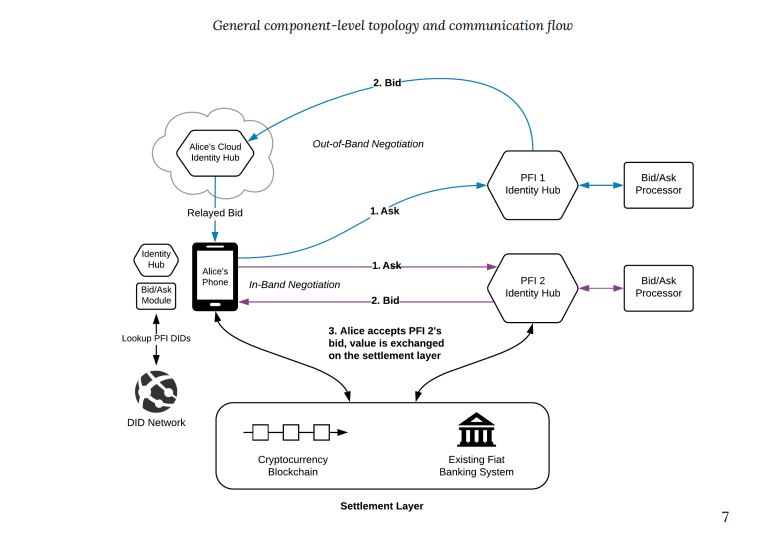 General component-level topology and communication flow
2. Bid
Out-of-Band Negotiation
Alice's Cloud
Identity Hub
PFI 1
Identity Hub
Bid/Ask
Processor
Relayed Bid
1. Ask
Identity
Hub
Bid/Ask
Module
Alice's
Phone
1. Ask
In-Band Negotiation
2. Bid
PFI 2
Identity Hub
Bid/Ask
Processor
Lookup PFI DIDs
DID Network
3. Alice accepts PFI 2's
bid, value is exchanged
on the settlement layer
Cryptocurrency
Blockchain
Existing Fiat
Banking System
Settlement Layer
7